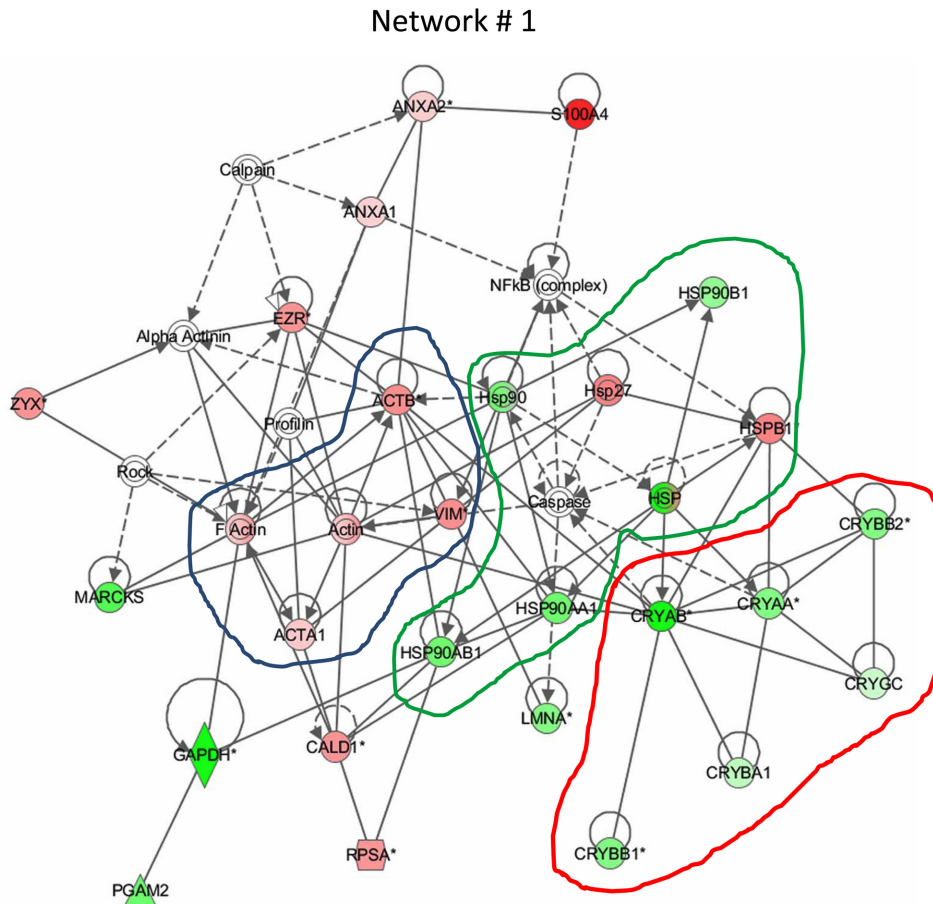 Network # 1
ANXA2*
S100A4
Calpain
ANXA1
NFkB (complex)
HSP90B1
EZR*
Alpha Actinin
Hsp90
Hsp27
ZYX*
ACTB*
Profilin
HSPB1
Rock
Caspase
HSP
VIM*
F Actin
Actin
CRYBB2*
MARCKS
HSP90AA1
CRYAB*
CRYAA*
ACTA1
HSP90AB1
CRYGC
LMNA*
GAPDH*
CALD1*
CRYBA1
RPSA*
CRYBB1*
PGAM2